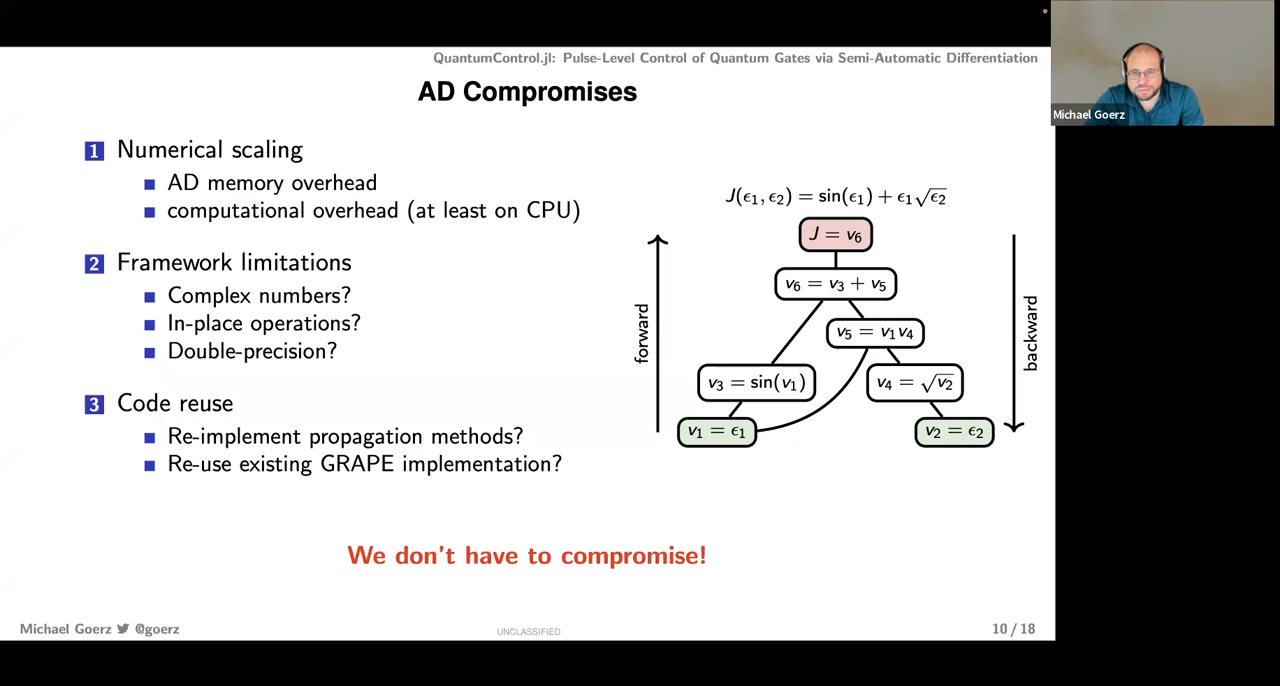 QuantumControl.jl: Pulse-Level Control of Quantum Gates via Semi-Automatic Differentiation
AD Compromises
1 Numerical scaling
AD memory overhead
computational overhead (at least on CPU)
2 Framework limitations
Complex numbers?
In-place operations?
Double-precision?
3 Code reuse
Re-implement propagation methods?
Re-use existing GRAPE implementation?
J(ϵ₁, ϵ₂) = sin(ϵ₁) + ϵ₁√ϵ₂
J = v₆
v₆ = v₃ + v₅
v₅ = v₁v₄
v₃ = sin(v₁)
v₄ = √v₂
v₁ = ϵ₁
v₂ = ϵ₂
forward
backward
We don't have to compromise!
Michael Goerz @goerz
UNCLASSIFIED
10 / 18
Michael Goerz